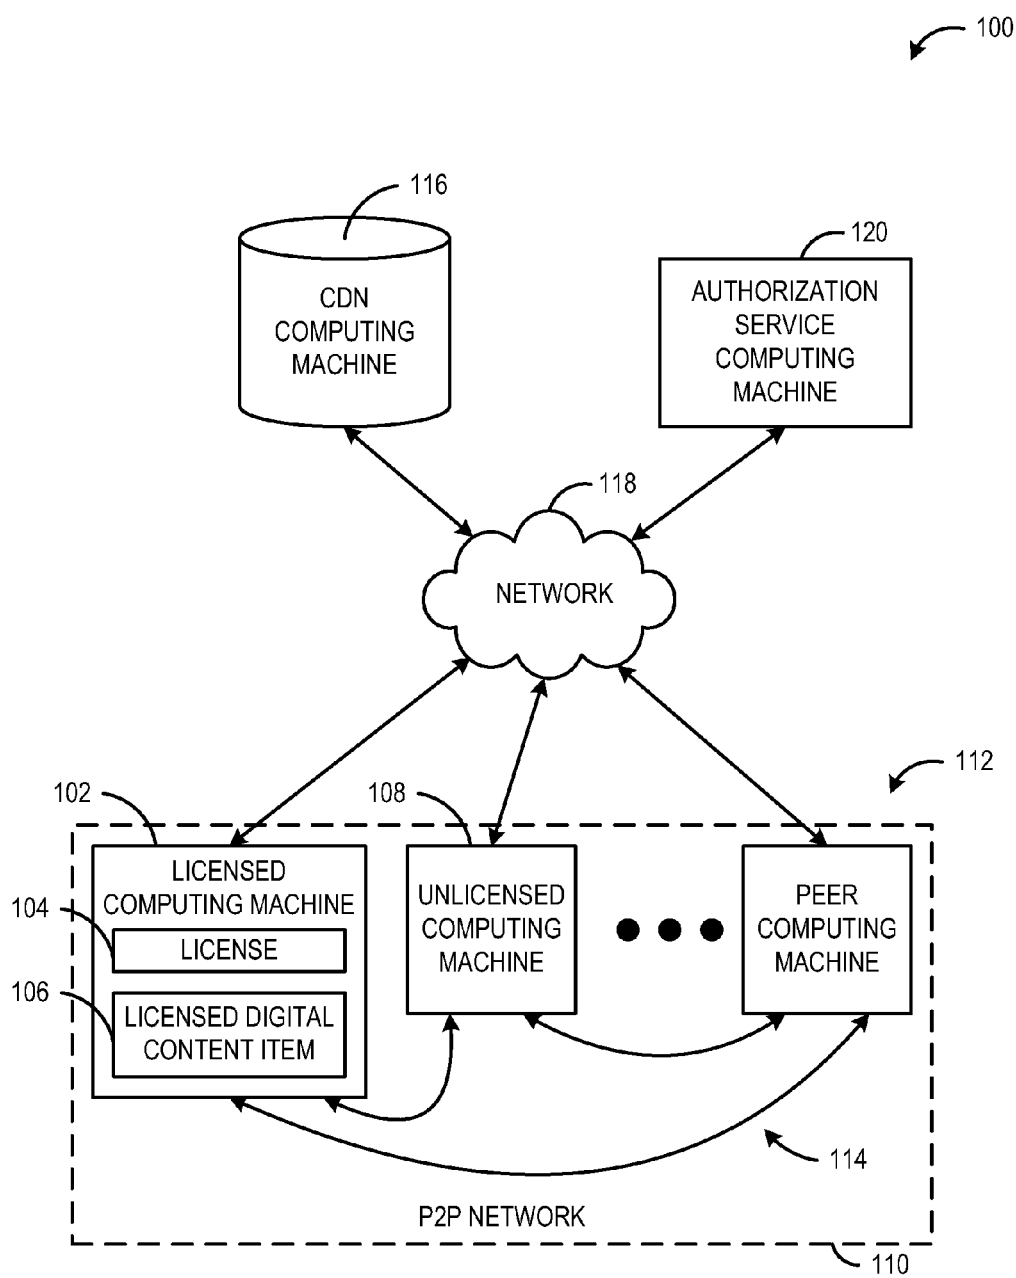 100
116
CDN
COMPUTING
MACHINE
120
AUTHORIZATION
SERVICE
COMPUTING
MACHINE
118
NETWORK
112
102
LICENSED
COMPUTING MACHINE
104
LICENSE
106
LICENSED DIGITAL
CONTENT ITEM
108
UNLICENSED
COMPUTING
MACHINE
PEER
COMPUTING
MACHINE
114
P2P NETWORK
110